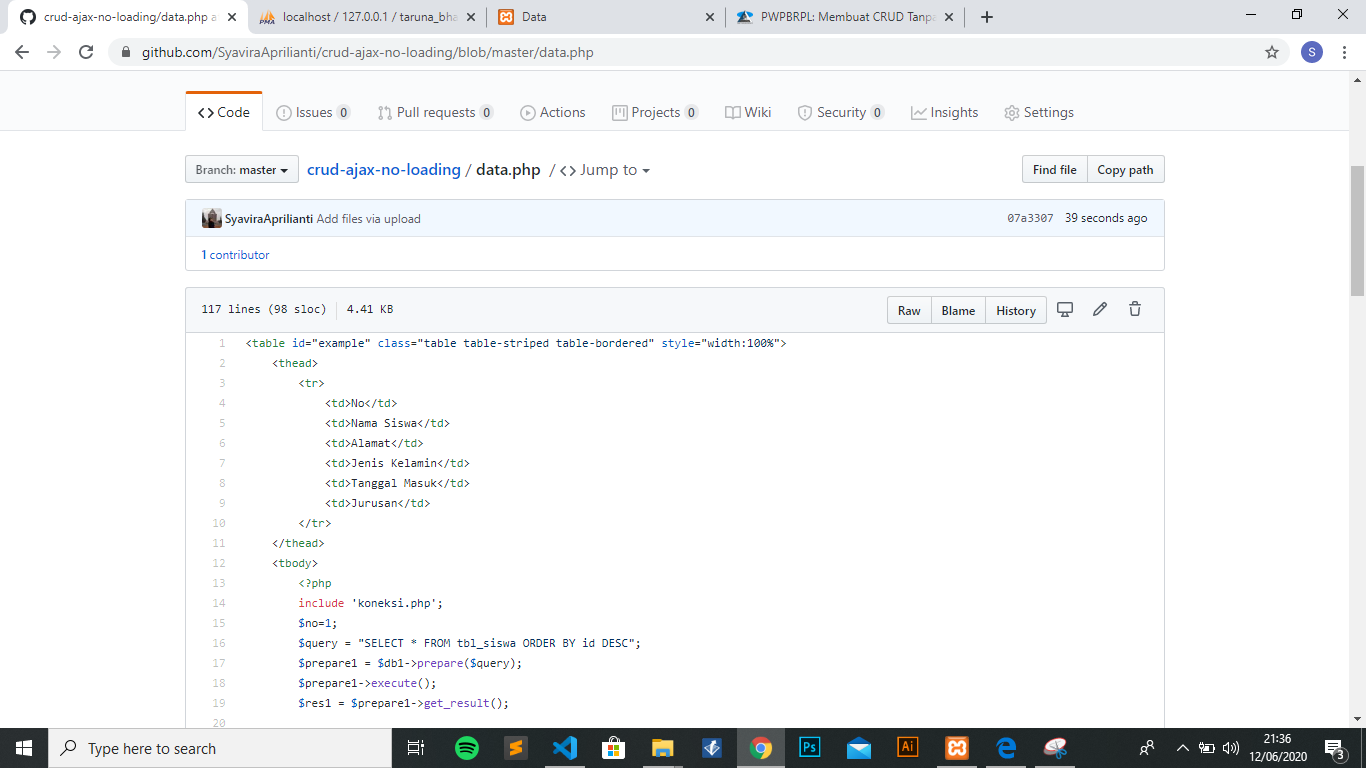 crud-ajax-no-loading/data.php a
localhost / 127.0.0.1 / taruna_bha
Data
PWPBRPL: Membuat CRUD Tanpa
github.com/SyaviraAprilianti/crud-ajax-no-loading/blob/master/data.php
S
Code
Issues 0
Pull requests 0
Actions
Projects 0
Wiki
Security 0
Insights
Settings
Branch: master
crud-ajax-no-loading / data.php / <> Jump to
Find file
Copy path
SyaviraAprilianti Add files via upload
07a3307 39 seconds ago
1 contributor
117 lines (98 sloc) 4.41 KB
Raw
Blame
History
1 <table id="example" class="table table-striped table-bordered" style="width:100%">
2 <thead>
3 <tr>
4 <td>No</td>
5 <td>Nama Siswa</td>
6 <td>Alamat</td>
7 <td>Jenis Kelamin</td>
8 <td>Tanggal Masuk</td>
9 <td>Jurusan</td>
10 </tr>
11 </thead>
12 <tbody>
13 <?php
14 include 'koneksi.php';
15 $no=1;
16 $query = "SELECT * FROM tbl_siswa ORDER BY id DESC";
17 $prepare1 = $db1->prepare($query);
18 $prepare1->execute();
19 $res1 = $prepare1->get_result();
20
Type here to search
Ps
Ai
21:36
12/06/2020
3